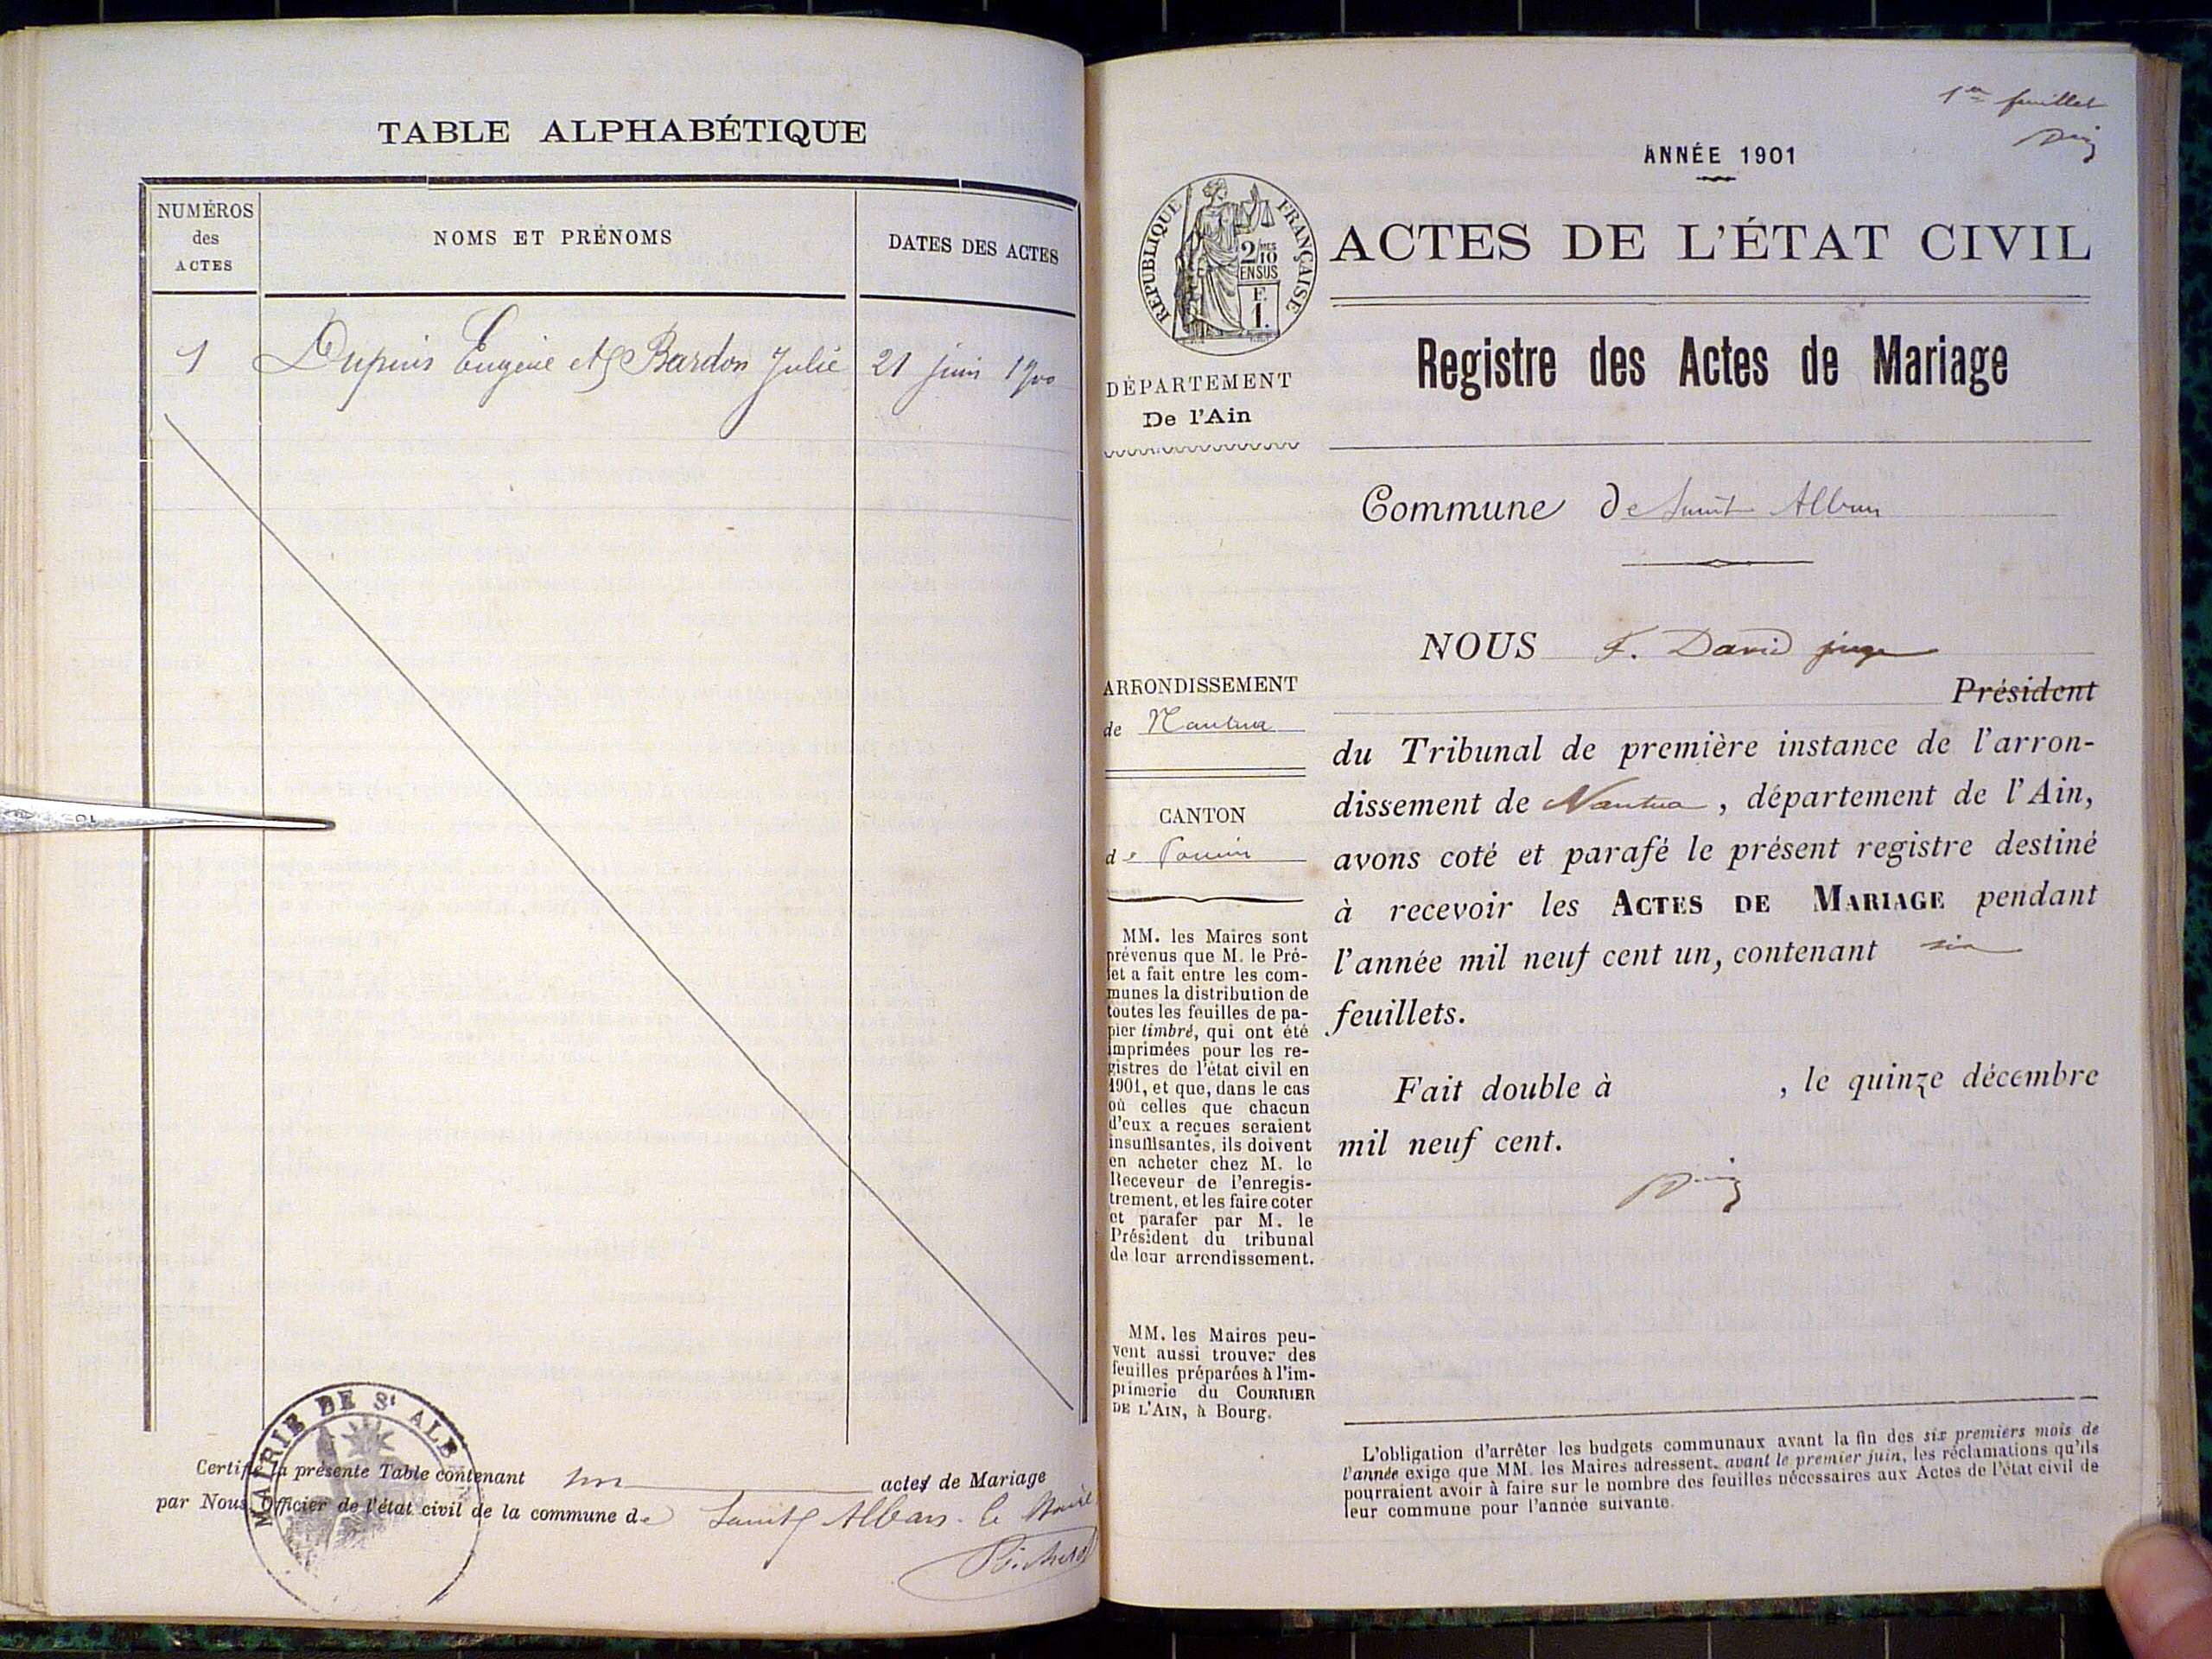 TABLE ALPHABÉTIQUE
NUMÉROS
des
ACTES
NOMS ET PRÉNOMS
DATES DES ACTES
1 Dupuis Eugène et Bardon Julie 21 juin 1900
MAIRIE DE St ALB
Certifié la présente Table contenant un actes de Mariage
par Nous, Officier de l'état civil de la commune de Saint Alban. le Maire
1er feuillet
ANNÉE 1901
RÉPUBLIQUE FRANÇAISE
2/10
EN SUS
F.
1.
ACTES DE L'ÉTAT CIVIL
Registre des Actes de Mariage
DÉPARTEMENT
De l'Ain
Commune de Saint Alban
NOUS F. David juge
Président
ARRONDISSEMENT
de Nantua
CANTON
de Poncin
du Tribunal de première instance de l'arron-
dissement de Nantua, département de l'Ain,
avons coté et parafé le présent registre destiné
à recevoir les ACTES DE MARIAGE pendant
l'année mil neuf cent un, contenant six
feuillets.
Fait double à , le quinze décembre
mil neuf cent.
MM. les Maires sont
prévenus que M. le Pré-
fet a fait entre les com-
munes la distribution de
toutes les feuilles de pa-
pier timbré, qui ont été
imprimées pour les re-
gistres de l'état civil en
1901, et que, dans le cas
où celles que chacun
d'eux a reçues seraient
insuffisantes, ils doivent
en acheter chez M. le
Receveur de l'enregis-
trement, et les faire coter
et parafer par M. le
Président du tribunal
de leur arrondissement.
MM. les Maires peu-
vent aussi trouver des
feuilles préparées à l'im-
primerie du COURRIER
DE L'AIN, à Bourg.
L'obligation d'arrêter les budgets communaux avant la fin des six premiers mois de
l'année exige que MM. les Maires adressent, avant le premier juin, les réclamations qu'ils
pourraient avoir à faire sur le nombre des feuilles nécessaires aux Actes de l'état civil de
leur commune pour l'année suivante.